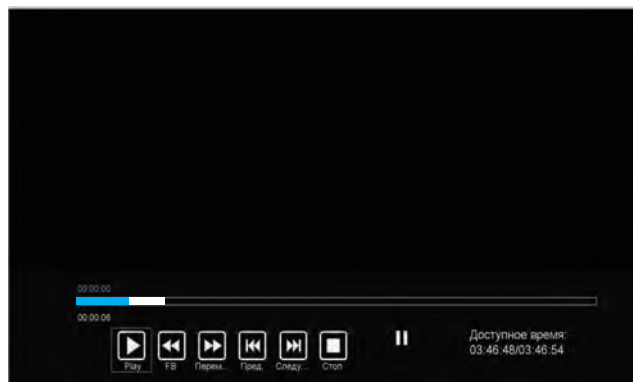 00:00:00
00:00:06
Play FB Перем... Пред. Следу... Стоп
Доступное время:
03:46:48/03:46:54